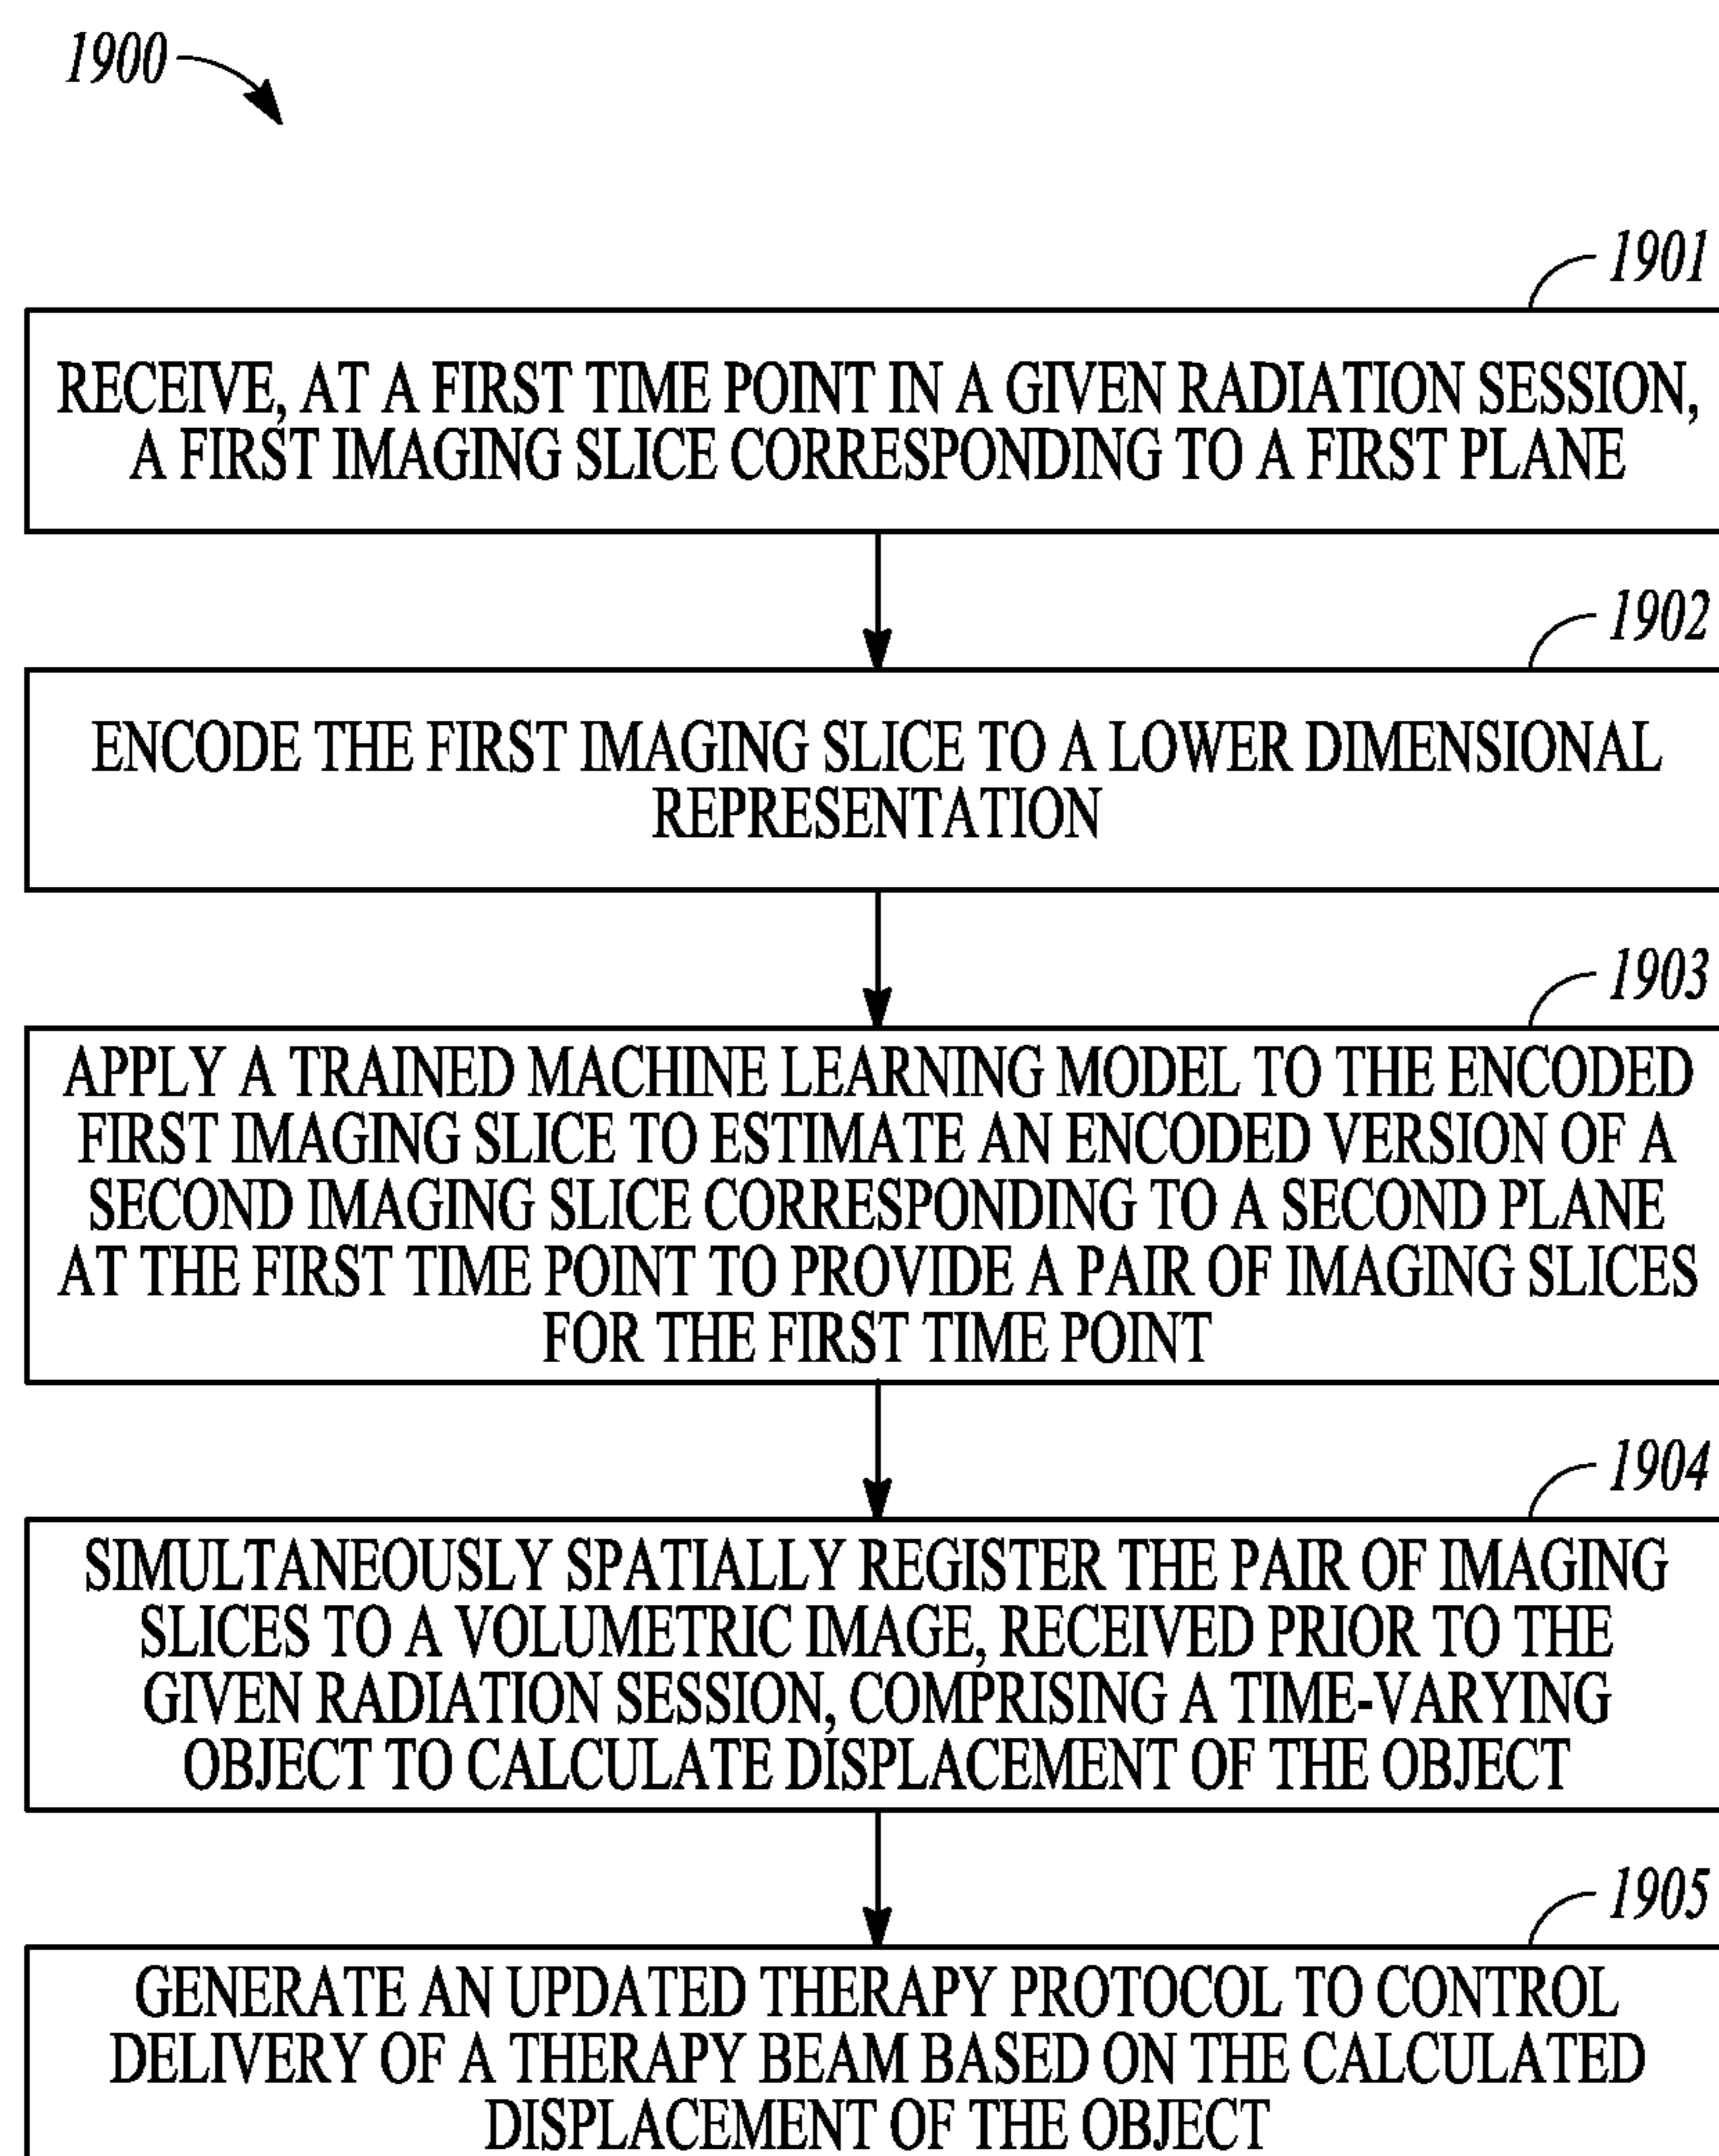 1900
1901
RECEIVE, AT A FIRST TIME POINT IN A GIVEN RADIATION SESSION,
A FIRST IMAGING SLICE CORRESPONDING TO A FIRST PLANE
1902
ENCODE THE FIRST IMAGING SLICE TO A LOWER DIMENSIONAL
REPRESENTATION
1903
APPLY A TRAINED MACHINE LEARNING MODEL TO THE ENCODED
FIRST IMAGING SLICE TO ESTIMATE AN ENCODED VERSION OF A
SECOND IMAGING SLICE CORRESPONDING TO A SECOND PLANE
AT THE FIRST TIME POINT TO PROVIDE A PAIR OF IMAGING SLICES
FOR THE FIRST TIME POINT
1904
SIMULTANEOUSLY SPATIALLY REGISTER THE PAIR OF IMAGING
SLICES TO A VOLUMETRIC IMAGE, RECEIVED PRIOR TO THE
GIVEN RADIATION SESSION, COMPRISING A TIME-VARYING
OBJECT TO CALCULATE DISPLACEMENT OF THE OBJECT
1905
GENERATE AN UPDATED THERAPY PROTOCOL TO CONTROL
DELIVERY OF A THERAPY BEAM BASED ON THE CALCULATED
DISPLACEMENT OF THE OBJECT